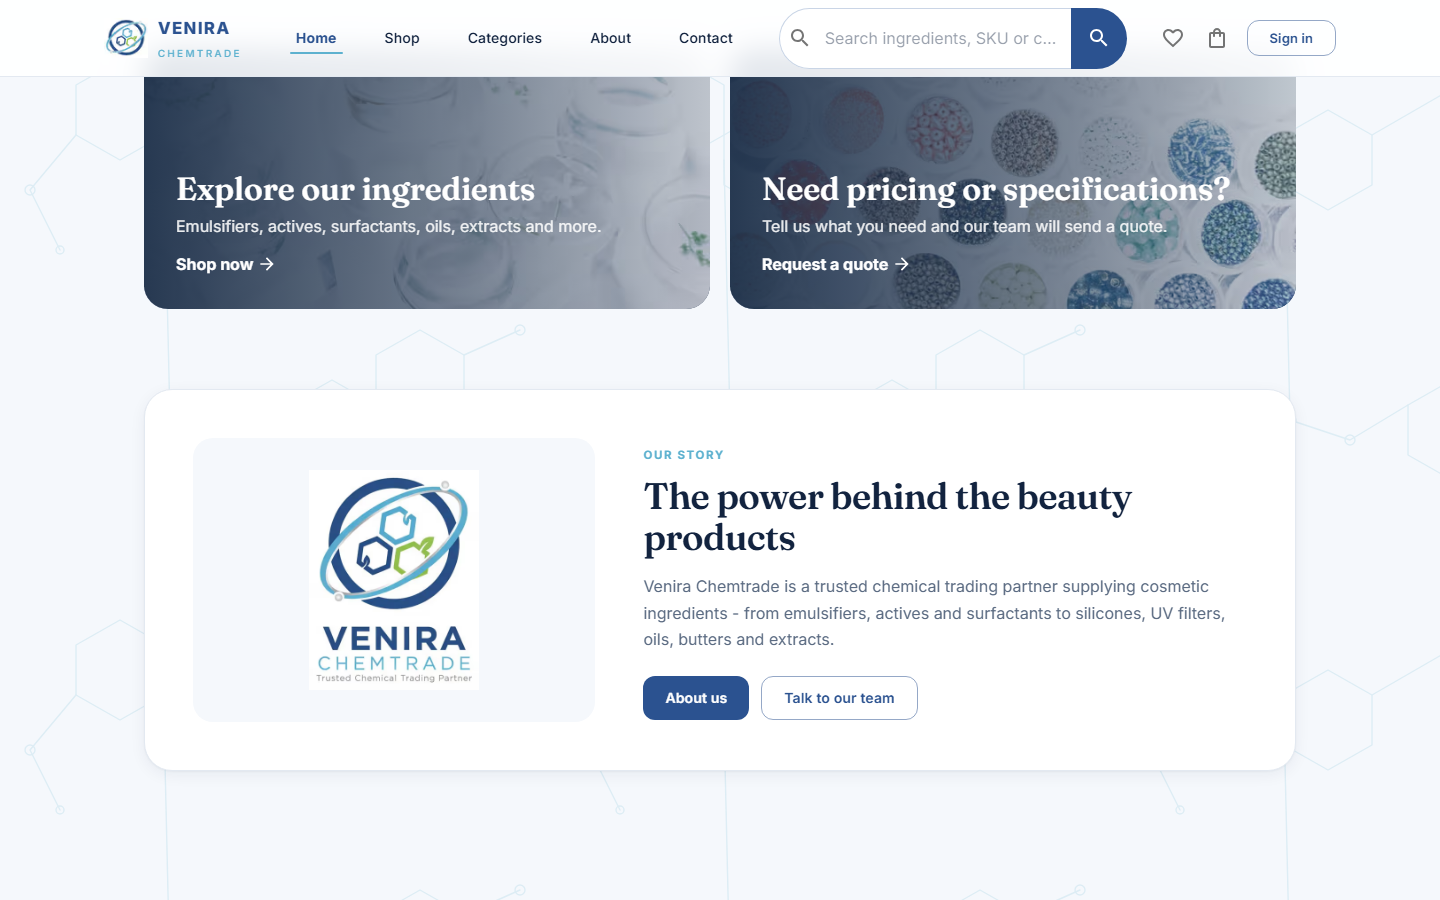 VENIRA
CHEMTRADE
Home
Shop
Categories
About
Contact
Search ingredients, SKU or c...
Sign in
Explore our ingredients
Emulsifiers, actives, surfactants, oils, extracts and more.
Shop now
Need pricing or specifications?
Tell us what you need and our team will send a quote.
Request a quote
VENIRA
CHEMTRADE
Trusted Chemical Trading Partner
OUR STORY
The power behind the beauty
products
Venira Chemtrade is a trusted chemical trading partner supplying cosmetic
ingredients - from emulsifiers, actives and surfactants to silicones, UV filters,
oils, butters and extracts.
About us
Talk to our team